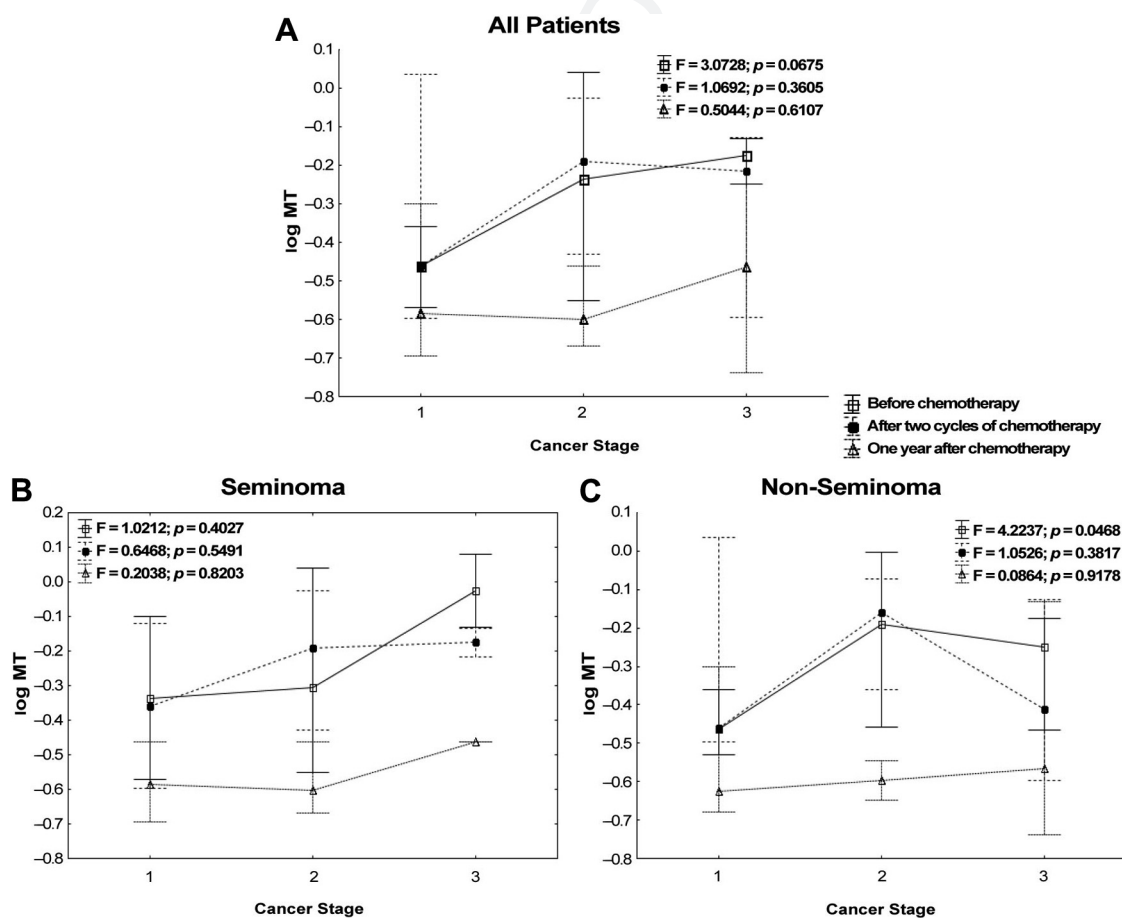 A
All Patients
F = 3.0728; p = 0.0675
F = 1.0692; p = 0.3605
F = 0.5044; p = 0.6107
0.1
0.0
–0.1
–0.2
–0.3
–0.4
–0.5
–0.6
–0.7
–0.8
log MT
1
2
3
Cancer Stage
Before chemotherapy
After two cycles of chemotherapy
One year after chemotherapy
B
Seminoma
F = 1.0212; p = 0.4027
F = 0.6468; p = 0.5491
F = 0.2038; p = 0.8203
0.2
0.1
0.0
–0.1
–0.2
–0.3
–0.4
–0.5
–0.6
–0.7
–0.8
log MT
1
2
3
Cancer Stage
C
Non-Seminoma
F = 4.2237; p = 0.0468
F = 1.0526; p = 0.3817
F = 0.0864; p = 0.9178
0.1
0.0
–0.1
–0.2
–0.3
–0.4
–0.5
–0.6
–0.7
–0.8
log MT
1
2
3
Cancer Stage